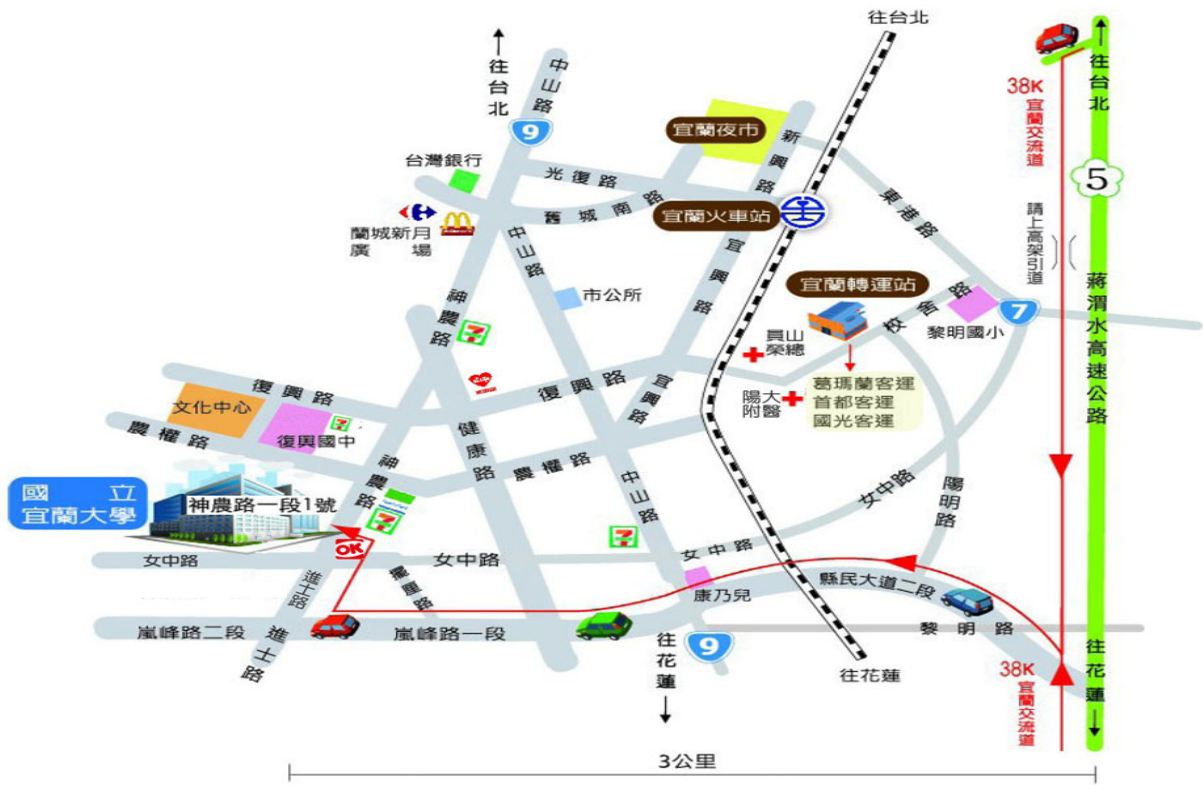 往台北
往台北
中山路
9
台灣銀行
蘭城新月
廣場
光復路
舊城南路
中山路
宜蘭夜市
新興路
宜蘭火車站
宜興路
東港路
往台北
38K
宜蘭交流道
5
請上高架引道
蔣渭水高速公路
宜蘭轉運站
校舍路
黎明國小
7
員山
榮總
陽大
附醫
葛瑪蘭客運
首都客運
國光客運
市公所
神農路
7
復興路
復興路
宜興路
文化中心
復興國中
7
農權路
農權路
健康路
神農路
國立
宜蘭大學
神農路一段1號
7
OK
中山路
7
女中路
陽明路
女中路
女中路
女中路
進士路
擺厘路
康乃兒
縣民大道二段
黎明路
嵐峰路二段
嵐峰路一段
進士路
9
往花蓮
往花蓮
38K
宜蘭交流道
往花蓮
3公里